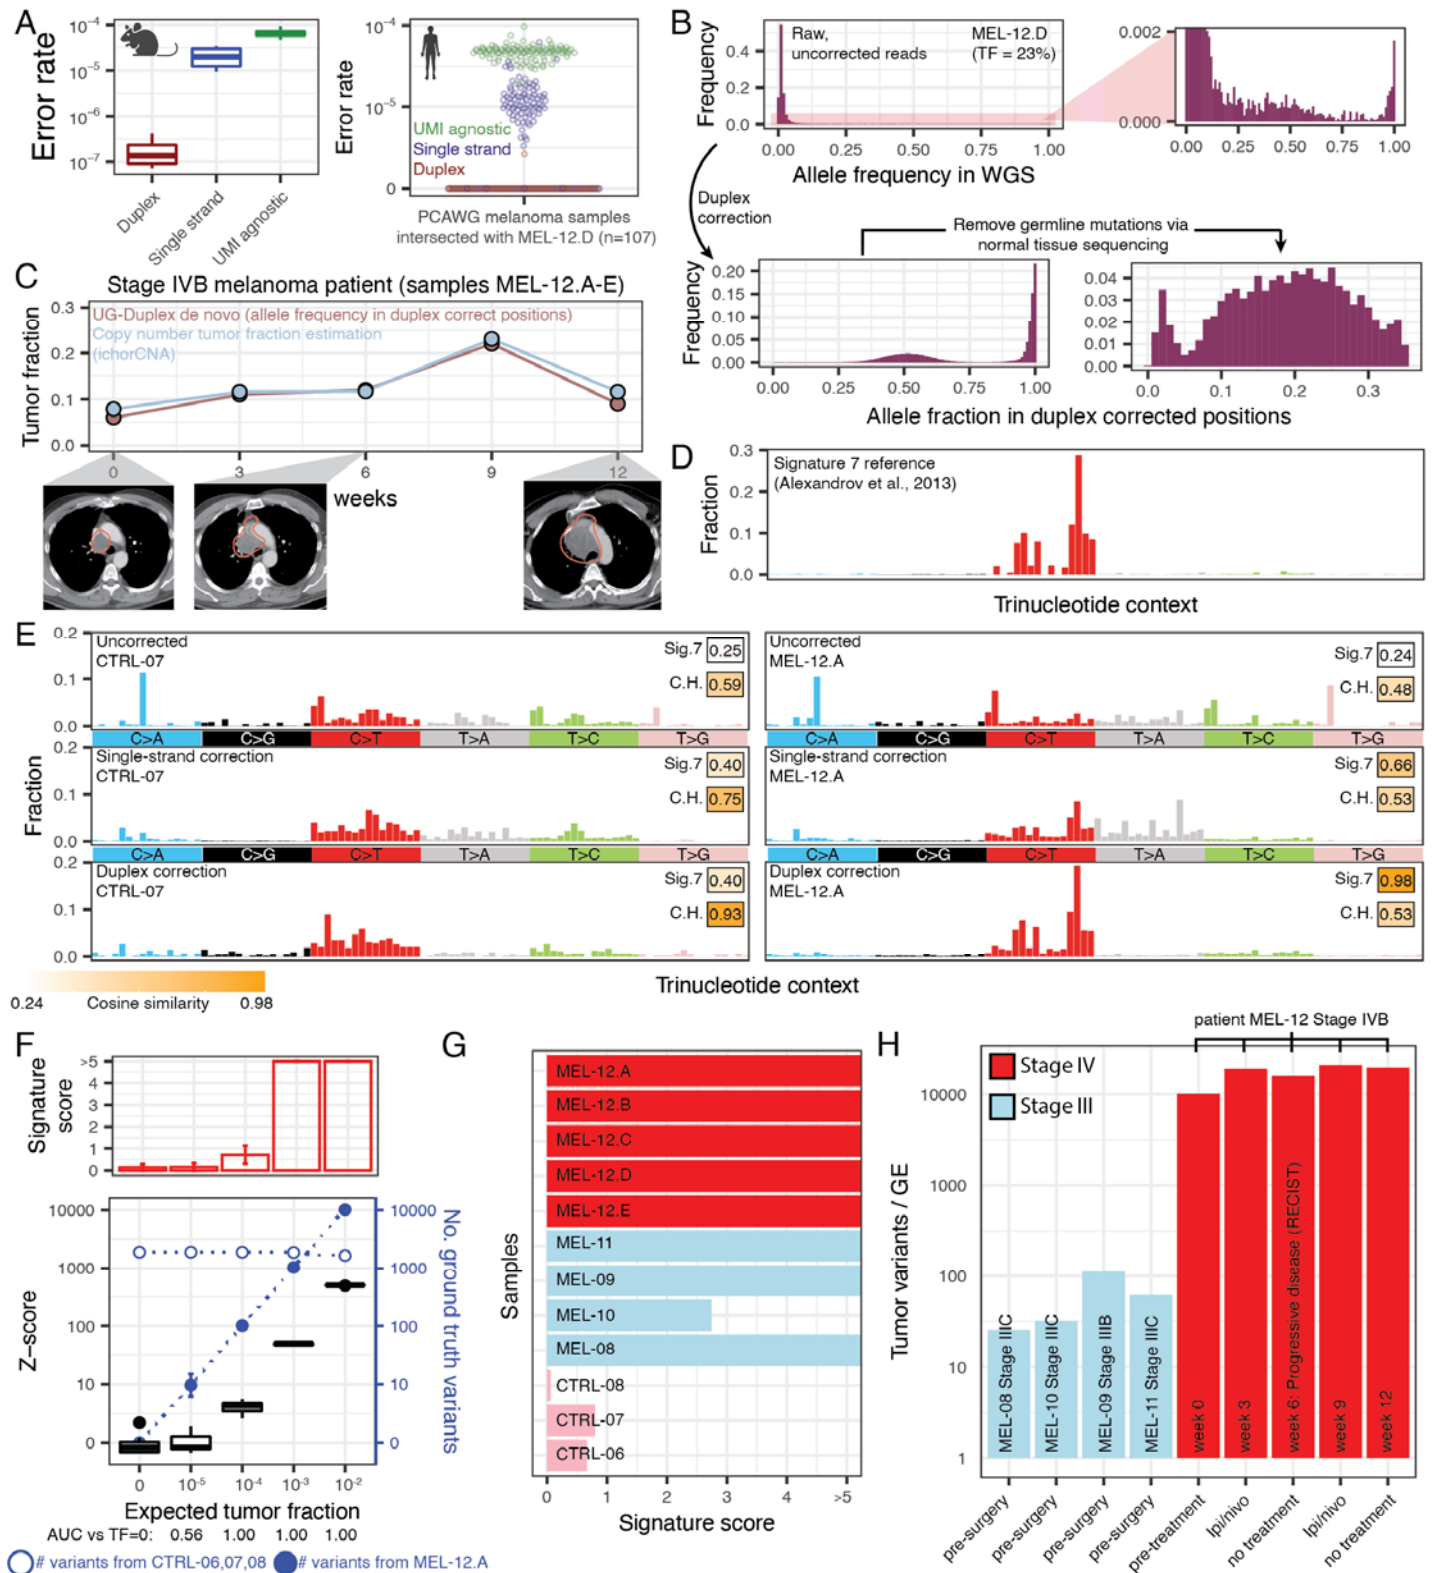 A
Error rate
10⁻⁴
10⁻⁵
10⁻⁶
10⁻⁷
Duplex
Single strand
UMI agnostic
Error rate
10⁻⁴
10⁻⁵
0
UMI agnostic
Single strand
Duplex
PCAWG melanoma samples
intersected with MEL-12.D (n=107)
B
Frequency
0.4
0.2
0.0
Raw,
uncorrected reads
MEL-12.D
(TF = 23%)
0.00 0.25 0.50 0.75 1.00
Allele frequency in WGS
0.002
0.000
0.00 0.25 0.50 0.75 1.00
Duplex
correction
Remove germline mutations via
normal tissue sequencing
Frequency
0.20
0.15
0.10
0.05
0.00
0.00 0.25 0.50 0.75 1.00
0.04
0.03
0.02
0.01
0.00
0.0 0.1 0.2 0.3
Allele fraction in duplex corrected positions
C
Stage IVB melanoma patient (samples MEL-12.A-E)
Tumor fraction
0.3
0.2
0.1
0.0
UG-Duplex de novo (allele frequency in duplex correct positions)
Copy number tumor fraction estimation
(ichorCNA)
0 3 6 9 12
weeks
D
Fraction
0.3
0.2
0.1
0.0
Signature 7 reference
(Alexandrov et al., 2013)
Trinucleotide context
E
Fraction
0.2
0.1
0.0
Uncorrected
CTRL-07
Sig.7 0.25
C.H. 0.59
C>A C>G C>T T>A T>C T>G
0.2
0.1
0.0
Single-strand correction
CTRL-07
Sig.7 0.40
C.H. 0.75
C>A C>G C>T T>A T>C T>G
0.2
0.1
0.0
Duplex correction
CTRL-07
Sig.7 0.40
C.H. 0.93
Uncorrected
MEL-12.A
Sig.7 0.24
C.H. 0.48
C>A C>G C>T T>A T>C T>G
Single-strand correction
MEL-12.A
Sig.7 0.66
C.H. 0.53
C>A C>G C>T T>A T>C T>G
Duplex correction
MEL-12.A
Sig.7 0.98
C.H. 0.53
Trinucleotide context
0.24 Cosine similarity 0.98
F
Signature
score
>5
4
3
2
1
0
Z-score
10000
1000
100
10
0
10000
1000
100
10
0
No. ground truth variants
0 10⁻⁵ 10⁻⁴ 10⁻³ 10⁻²
Expected tumor fraction
AUC vs TF=0: 0.56 1.00 1.00 1.00
# variants from CTRL-06,07,08
# variants from MEL-12.A
G
Samples
MEL-12.A
MEL-12.B
MEL-12.C
MEL-12.D
MEL-12.E
MEL-11
MEL-09
MEL-10
MEL-08
CTRL-08
CTRL-07
CTRL-06
0 1 2 3 4 >5
Signature score
H
patient MEL-12 Stage IVB
Stage IV
Stage III
Tumor variants / GE
10000
1000
100
10
1
MEL-08 Stage IIIC
MEL-10 Stage IIIC
MEL-09 Stage IIIB
MEL-11 Stage IIIC
week 0
week 3
week 6: Progressive disease (RECIST)
week 9
week 12
pre-surgery
pre-surgery
pre-surgery
pre-surgery
pre-treatment
Ipi/nivo
no treatment
Ipi/nivo
no treatment